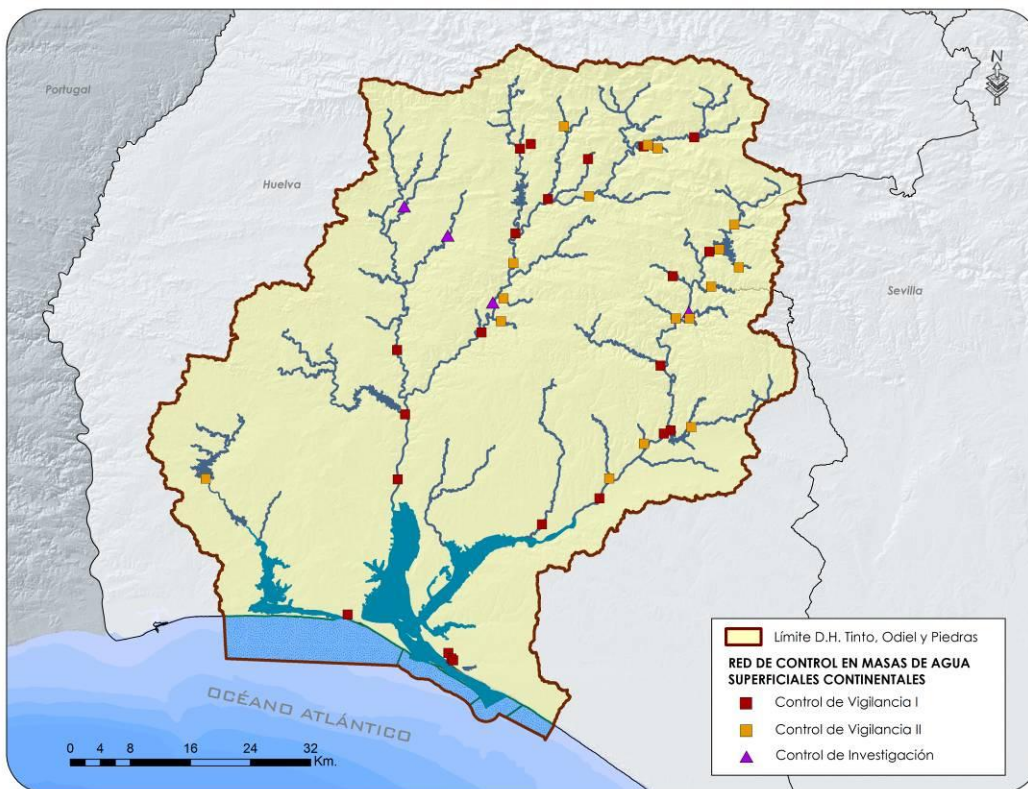 N
Portugal
Huelva
Sevilla
OCÉANO ATLÁNTICO
0 4 8 16 24 32
Km.
Límite D.H. Tinto, Odiel y Piedras
RED DE CONTROL EN MASAS DE AGUA
SUPERFICIALES CONTINENTALES
Control de Vigilancia I
Control de Vigilancia II
Control de Investigación